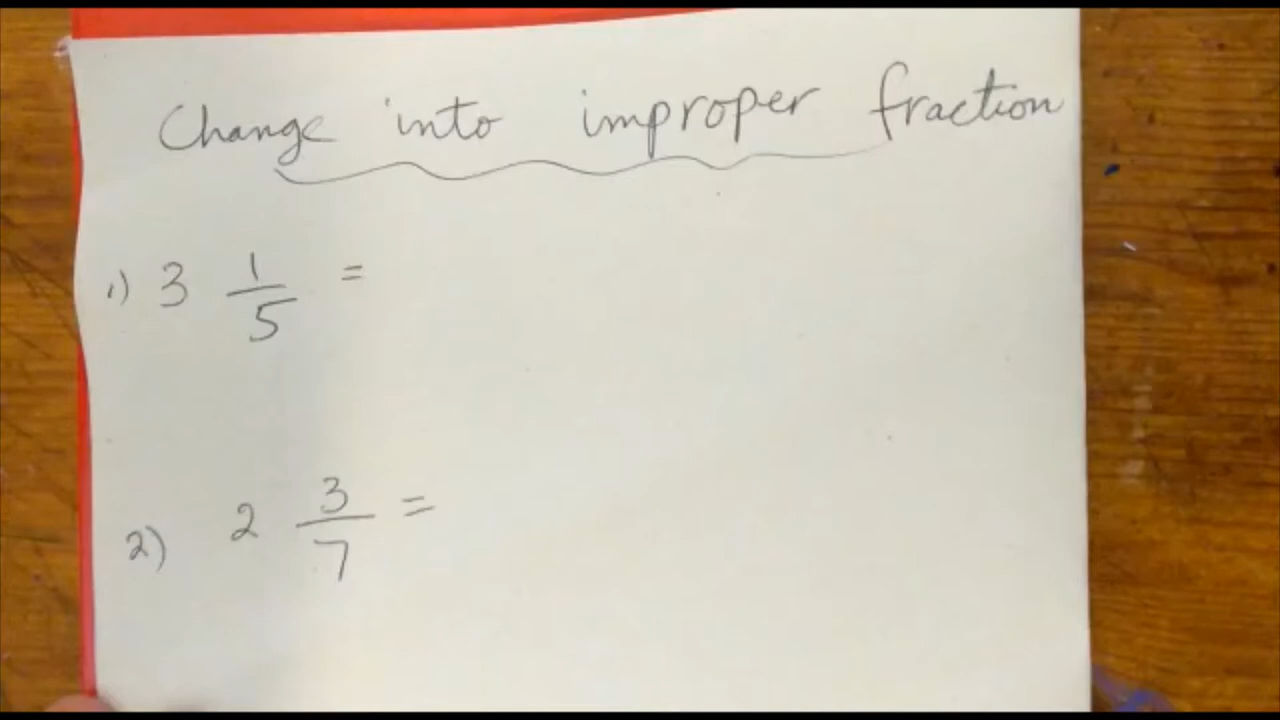 Change into improper fraction
1) 3 1/5 =
2) 2 3/7 =